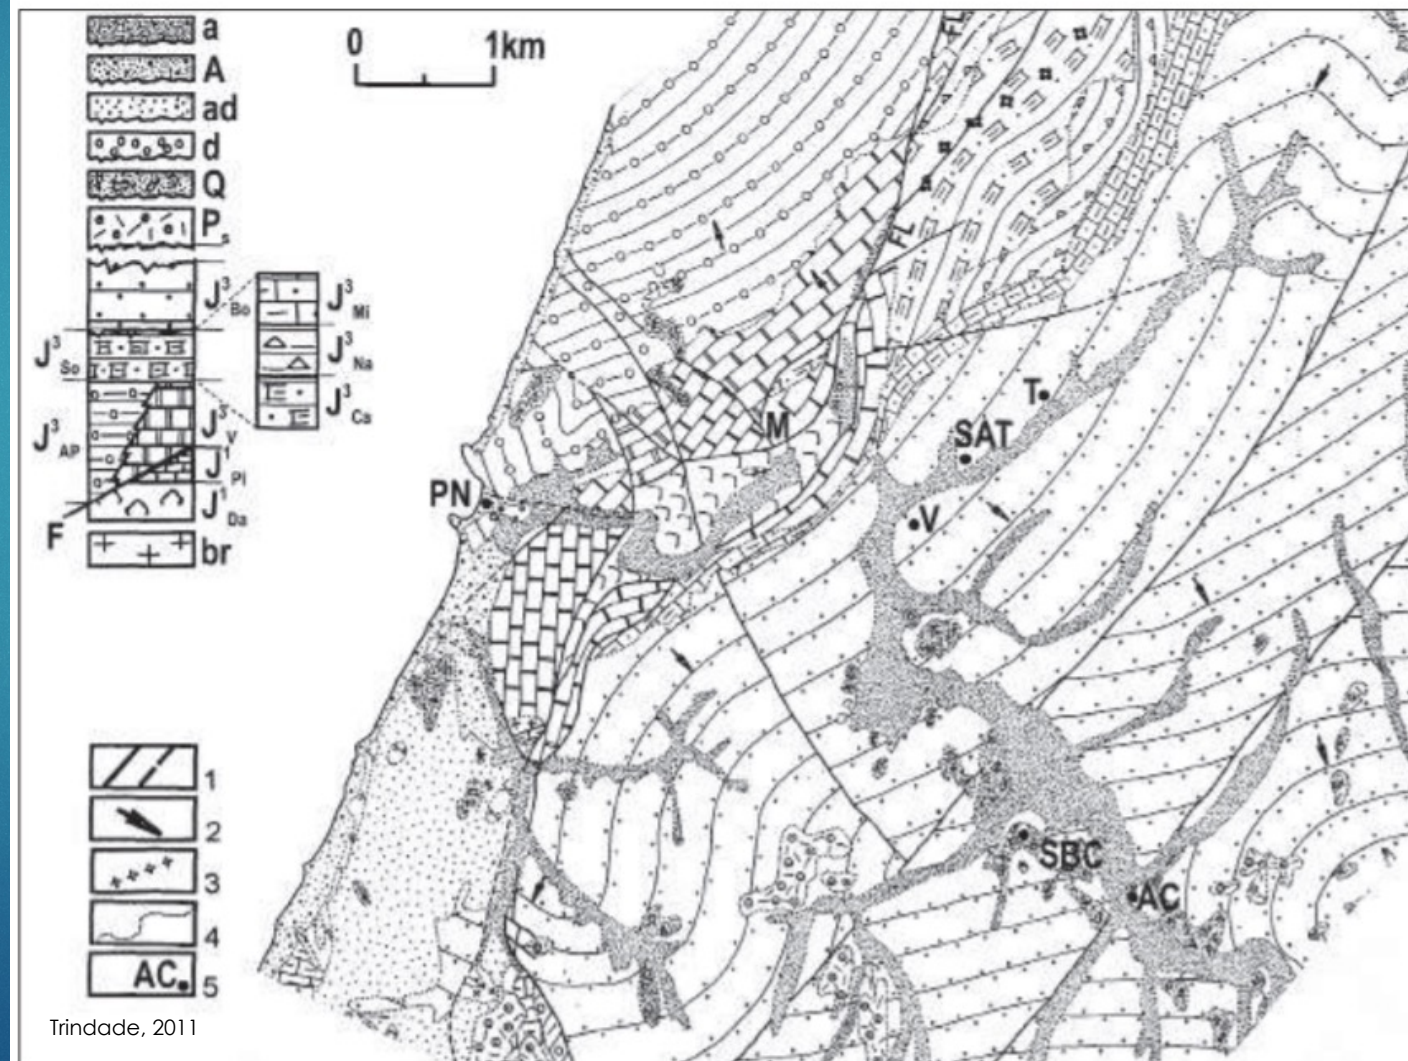 a
A
ad
d
Q
Ps
J3Bo
J3So
J3AP
J3V
J1Pl
J1Da
F
br
J3Mi
J3Na
J3Ca
0 1km
FL
FL
M
T
SAT
PN
V
SBC
AC
1
2
3
4
AC 5
Trindade, 2011